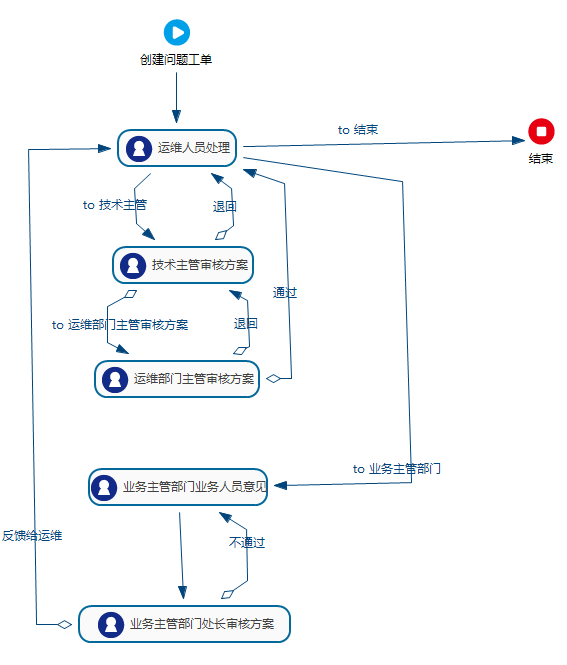 创建问题工单
to 结束
结束
运维人员处理
to 技术主管
退回
技术主管审核方案
通过
to 运维部门主管审核方案
退回
运维部门主管审核方案
to 业务主管部门
业务主管部门业务人员意见
反馈给运维
不通过
业务主管部门处长审核方案